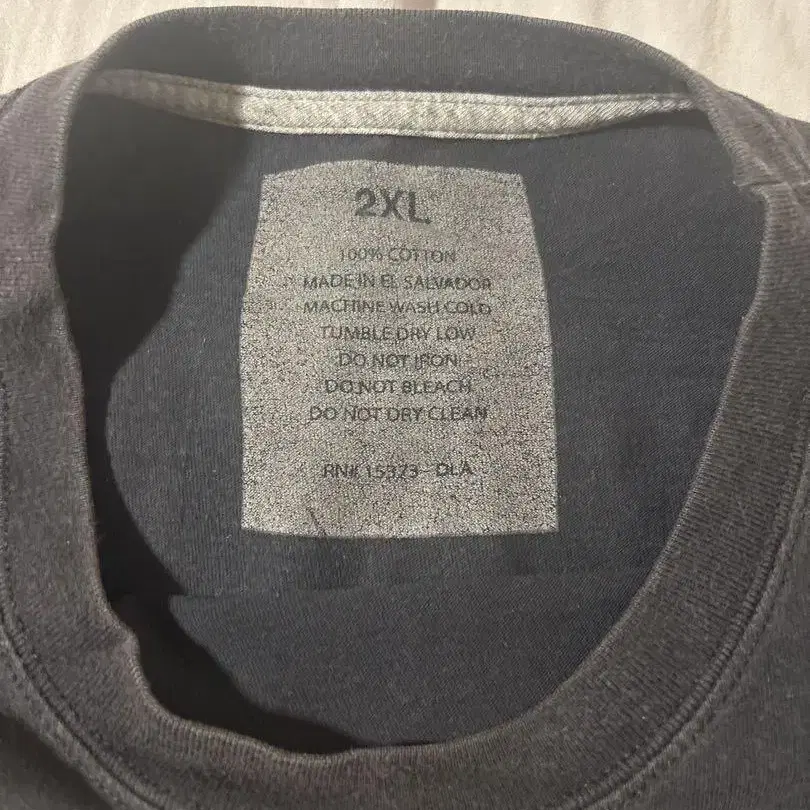 2XL
100% COTTON
MADE IN EL SALVADOR
MACHINE WASH COLD
TUMBLE DRY LOW
DO NOT IRON
DO NOT BLEACH
DO NOT DRY CLEAN
RN# 15373- DLA